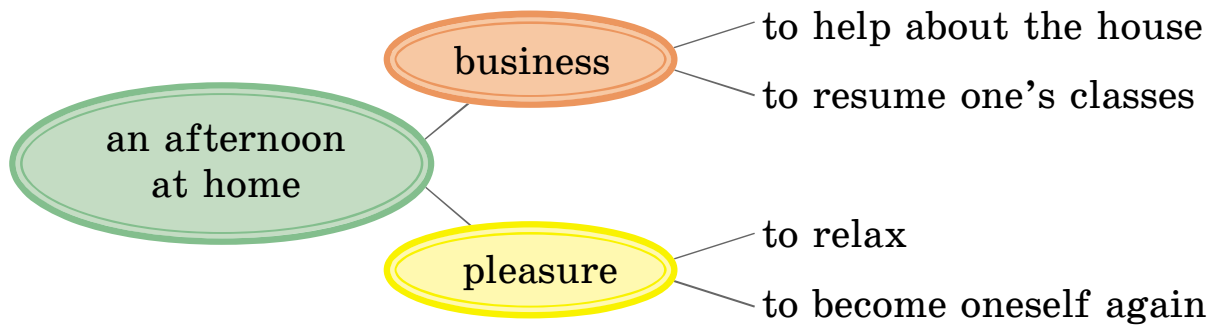 an afternoon
at home
business
to help about the house
to resume one’s classes
pleasure
to relax
to become oneself again